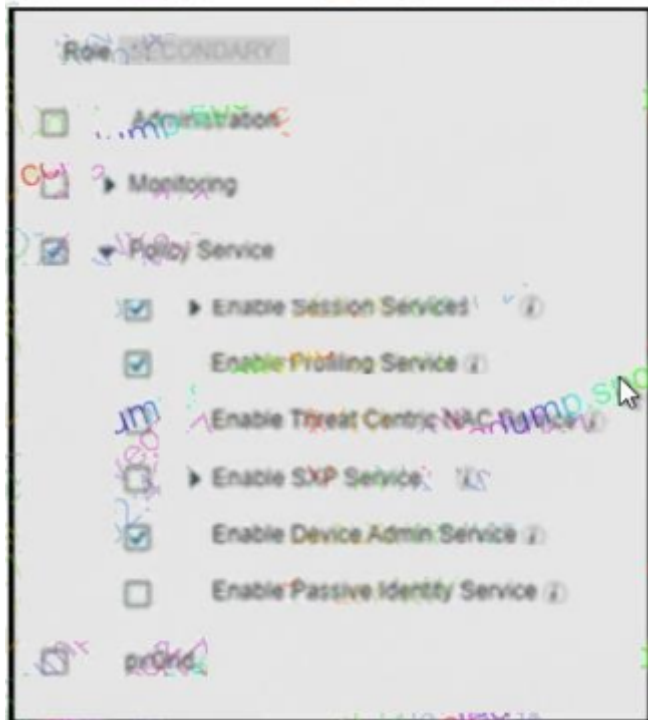 Role SECONDARY
Administration
Monitoring
Policy Service
Enable Session Services
Enable Profiling Service
Enable Threat Centric NAC Service
Enable SXP Service
Enable Device Admin Service
Enable Passive Identity Service
pxGrid